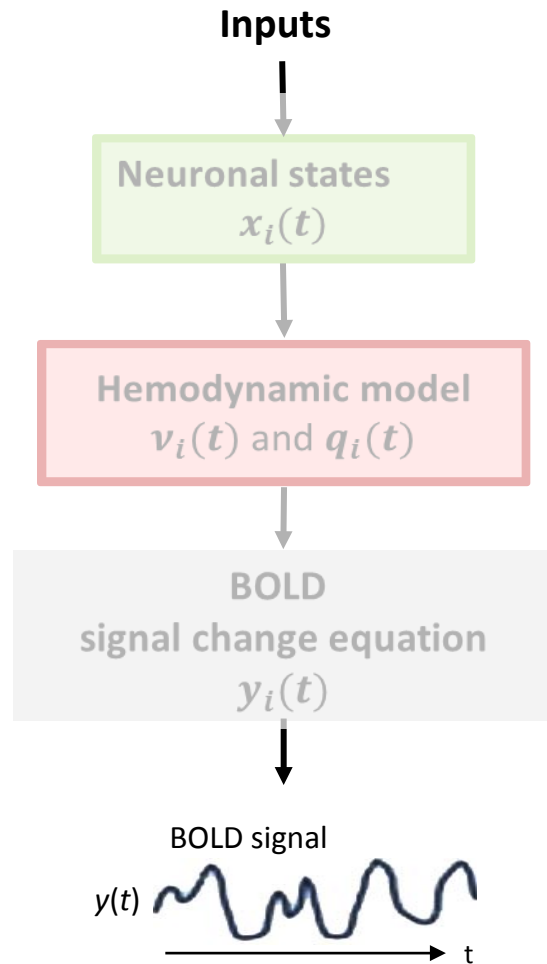 Inputs
Neuronal states
xᵢ(t)
Hemodynamic model
νᵢ(t) and qᵢ(t)
BOLD
signal change equation
yᵢ(t)
BOLD signal
y(t)
t